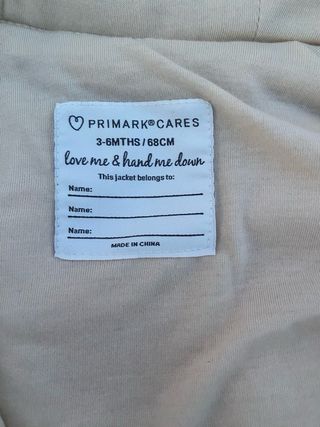 PRIMARK®CARES
3-6MTHS/68CM
love me & hand me down
This jacket belongs to:
Name:
Name:
Name:
MADE IN CHINA